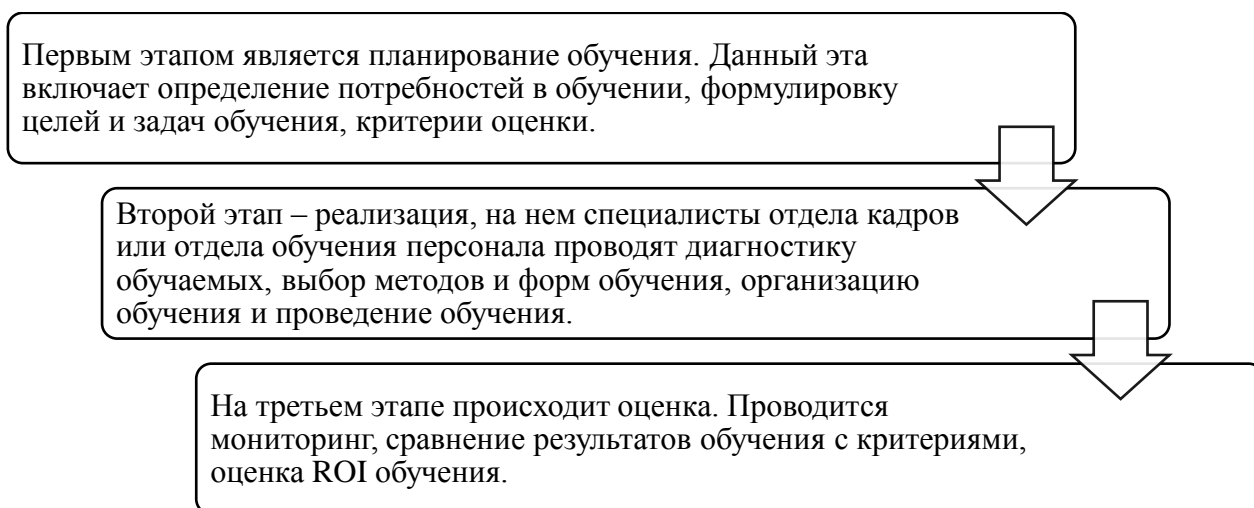 Первым этапом является планирование обучения. Данный эта
включает определение потребностей в обучении, формулировку
целей и задач обучения, критерии оценки.
Второй этап – реализация, на нем специалисты отдела кадров
или отдела обучения персонала проводят диагностику
обучаемых, выбор методов и форм обучения, организацию
обучения и проведение обучения.
На третьем этапе происходит оценка. Проводится
мониторинг, сравнение результатов обучения с критериями,
оценка ROI обучения.